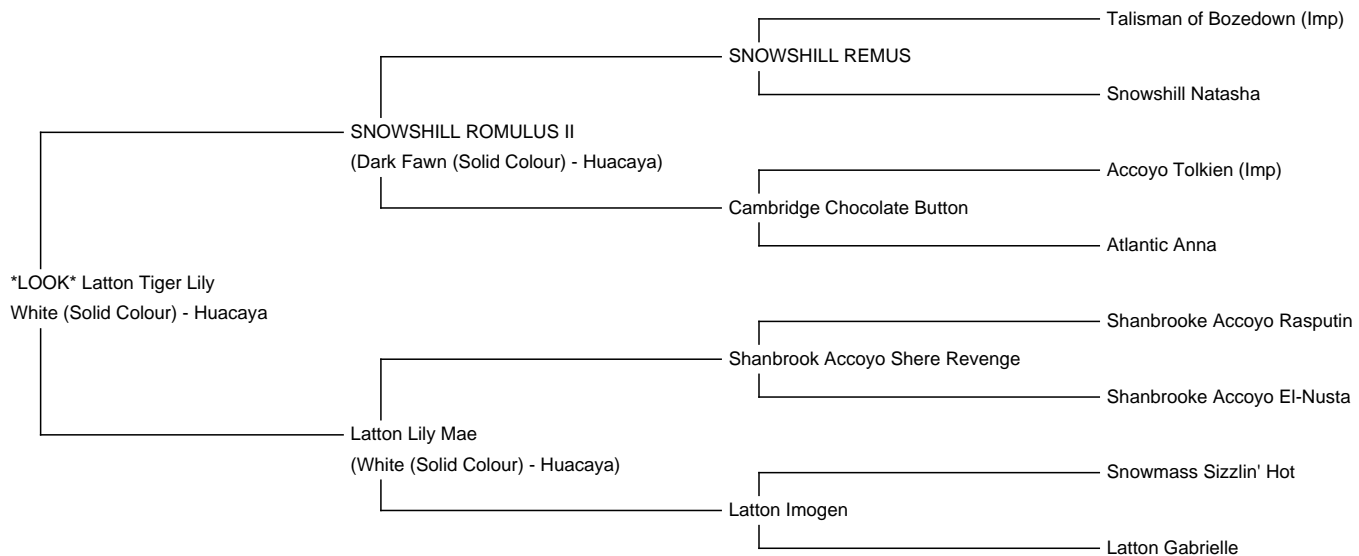 Talisman of Bozedown (Imp)
SNOWSHILL REMUS
Snowshill Natasha
SNOWSHILL ROMULUS II
(Dark Fawn (Solid Colour) - Huacaya)
Accoyo Tolkien (Imp)
Cambridge Chocolate Button
Atlantic Anna
*LOOK* Latton Tiger Lily
White (Solid Colour) - Huacaya
Shanbrooke Accoyo Rasputin
Shanbrook Accoyo Shere Revenge
Shanbrooke Accoyo El-Nusta
Latton Lily Mae
(White (Solid Colour) - Huacaya)
Snowmass Sizzlin' Hot
Latton Imogen
Latton Gabrielle